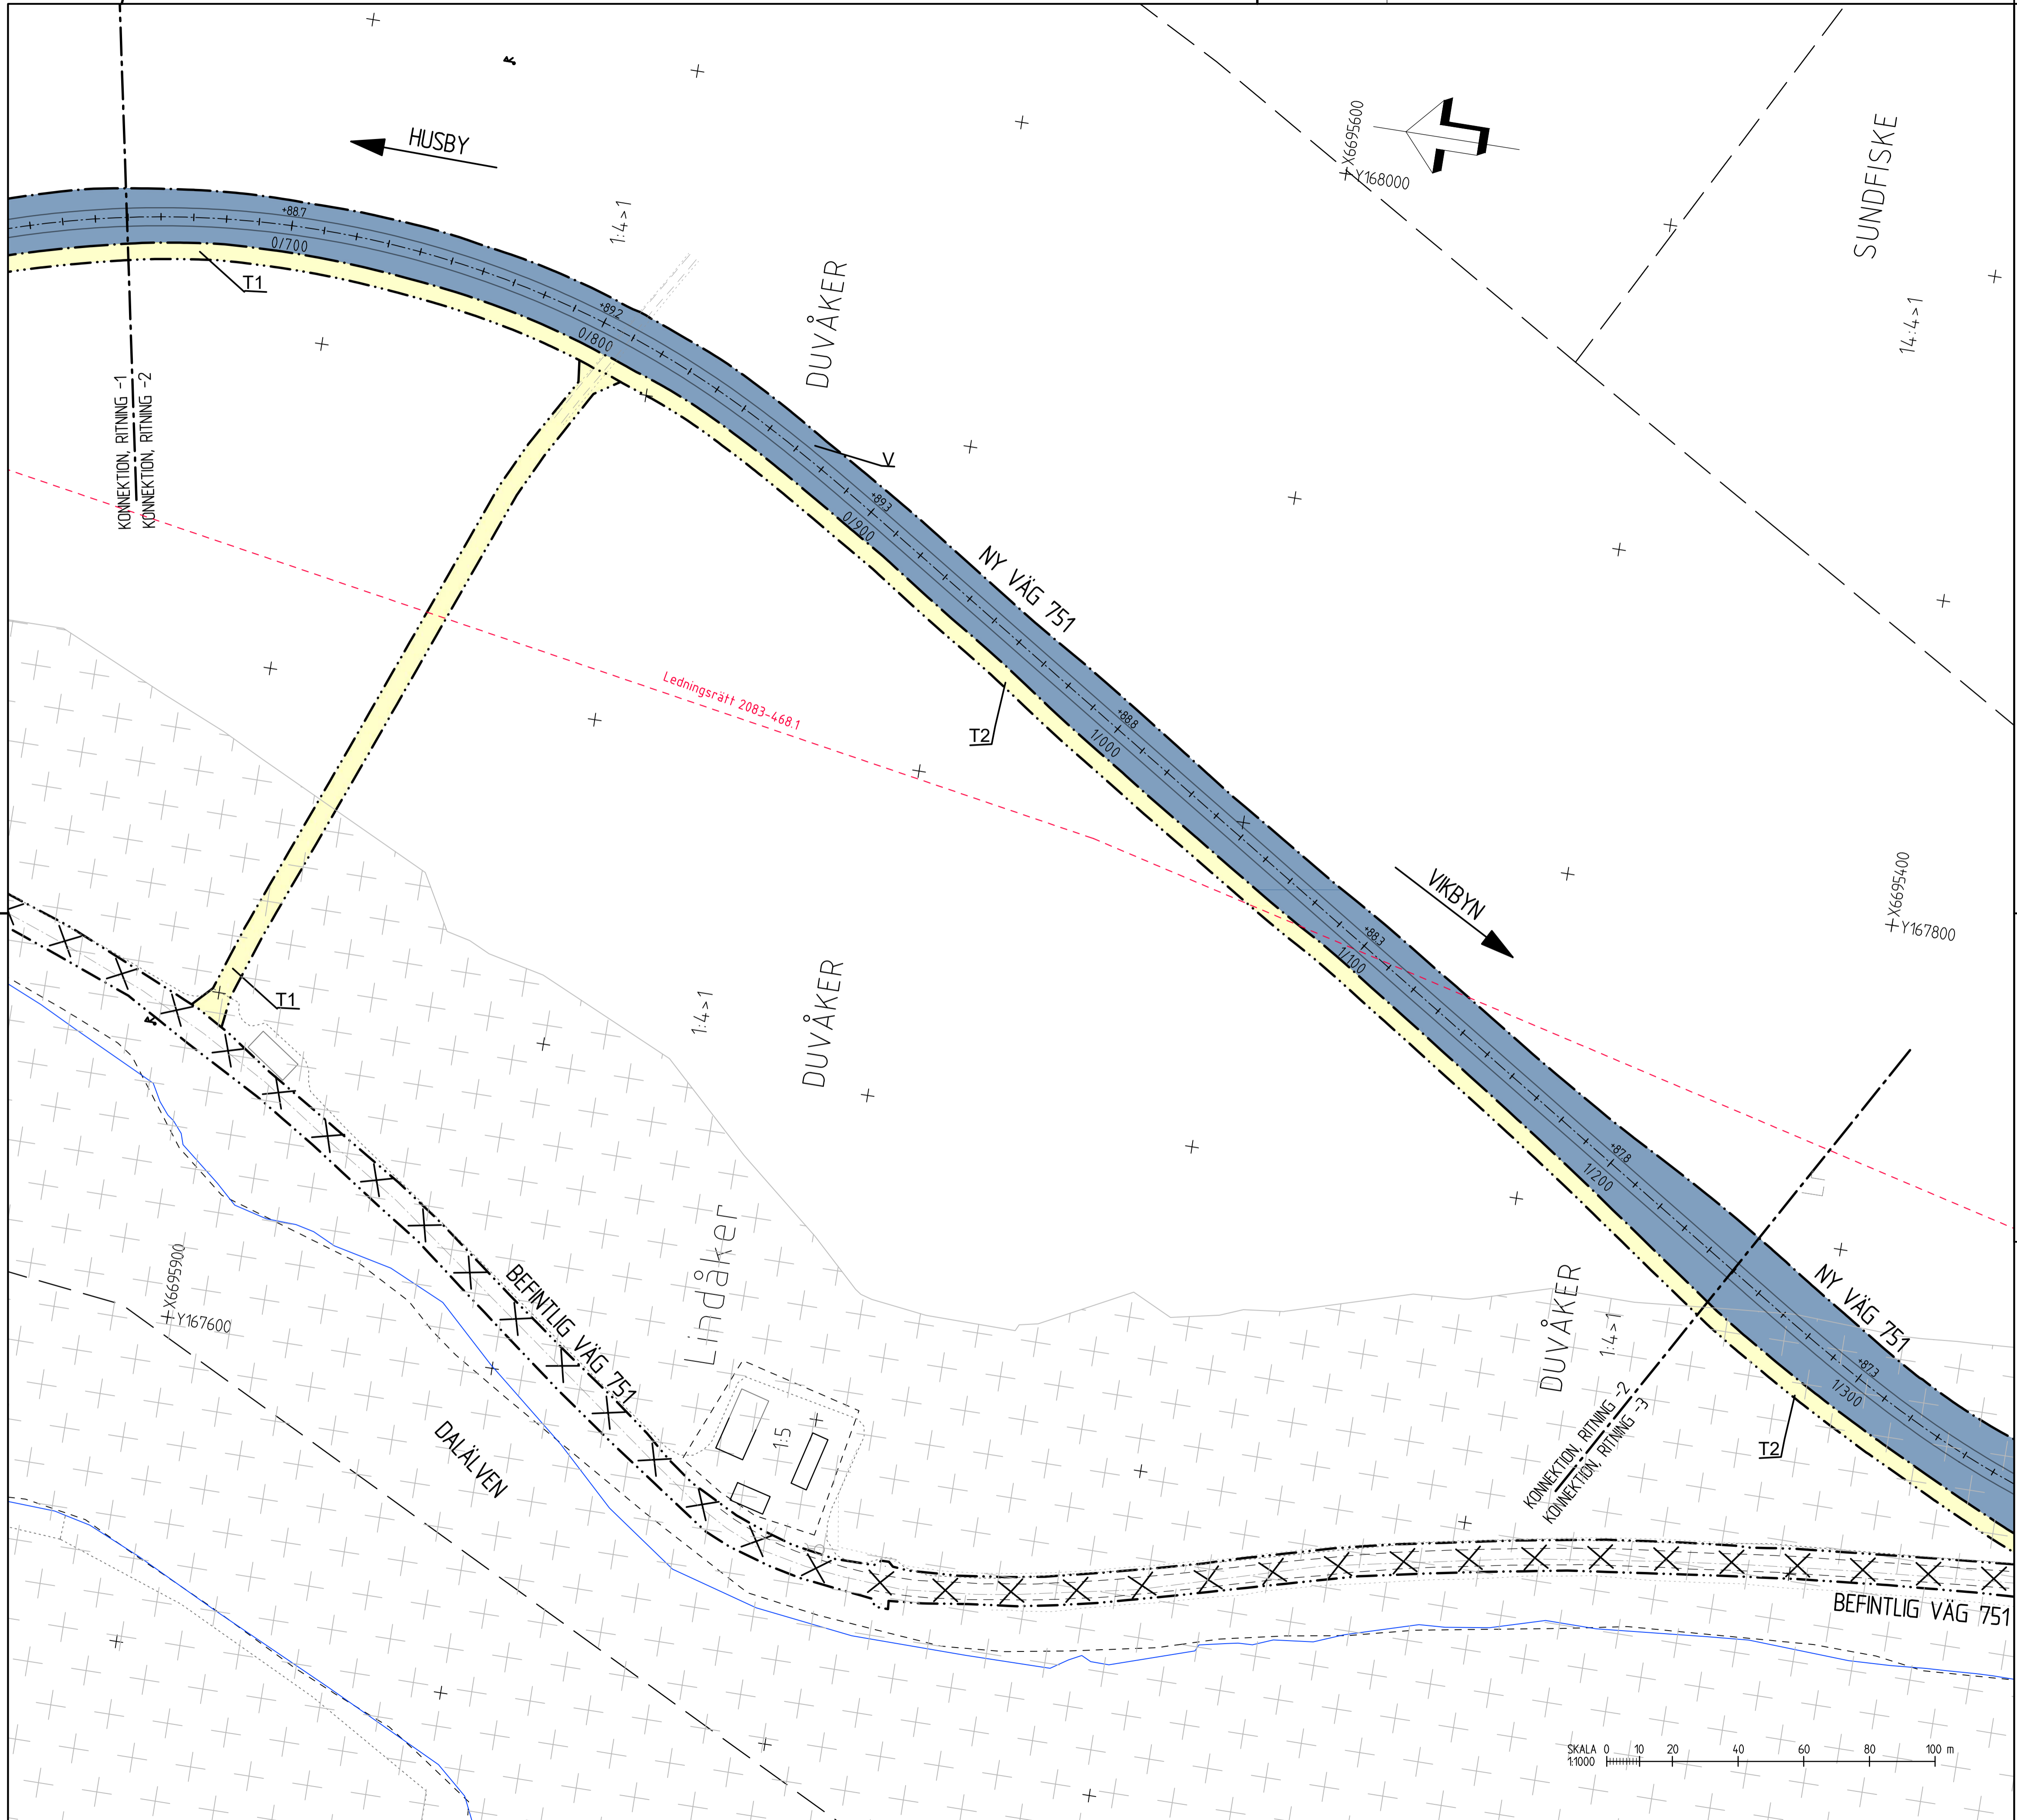 HUSBY
X6695600
Y168000
SUNDFISKE
14:4>1
+88.7
0/700
T1
1:4>1
+89.2
0/800
DUVÅKER
KONNEKTION, RITNING -1
KONNEKTION, RITNING -2
V
+89.3
0/900
NY VÄG 751
Ledningsrätt 2083-468.1
T2
+88.8
1/000
VIKBYN
+88.3
1/100
X6695400
Y167800
T1
1:4>1
DUVÅKER
+87.8
1/200
X6695900
Y167600
BEFINTLIG VÄG 751
Lindåker
1:5
DUVÅKER
1:4>1
NY VÄG 751
+87.3
1/300
KONNEKTION, RITNING -2
KONNEKTION, RITNING -3
T2
DALÄLVEN
BEFINTLIG VÄG 751
SKALA 0 10 20 40 60 80 100 m
1:1000